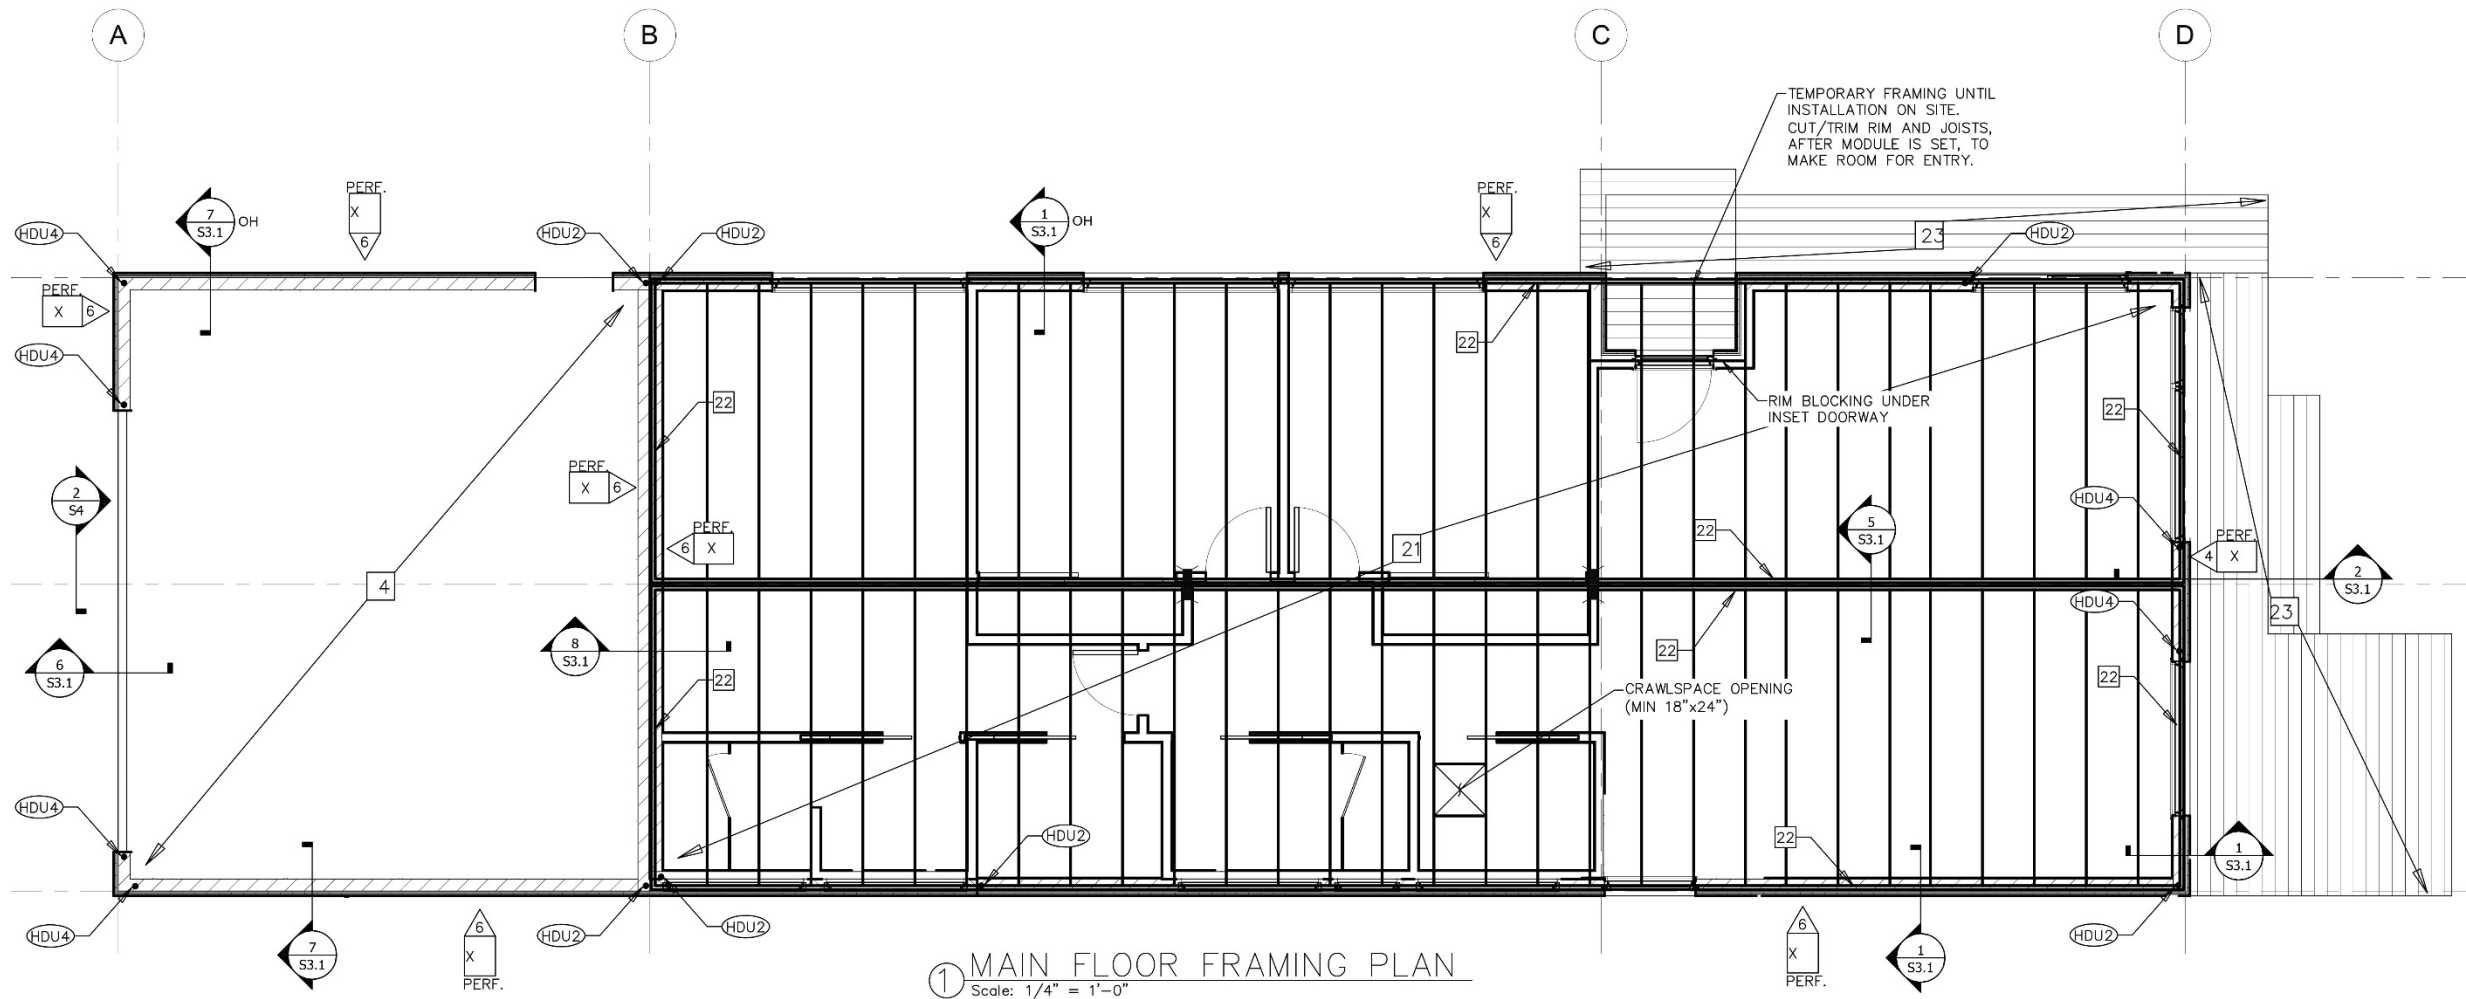 A
B
C
D
TEMPORARY FRAMING UNTIL
INSTALLATION ON SITE.
CUT/TRIM RIM AND JOISTS,
AFTER MODULE IS SET, TO
MAKE ROOM FOR ENTRY.
PERF.
X
6
PERF.
X
6
7
S3.1
OH
1
S3.1
OH
HDU4
HDU2
HDU2
23
HDU2
PERF.
X
6
HDU4
22
22
RIM BLOCKING UNDER
INSET DOORWAY
22
PERF.
X
6
2
S4
HDU4
5
S3.1
22
PERF.
6
X
21
PERF.
4
X
2
S3.1
4
HDU4
23
8
S3.1
22
6
S3.1
22
22
CRAWLSPACE OPENING
(MIN 18"x24")
HDU4
HDU2
22
1
S3.1
HDU4
7
S3.1
6
X
PERF.
HDU2
HDU2
6
X
PERF.
1
S3.1
HDU2
1
MAIN FLOOR FRAMING PLAN
Scale: 1/4" = 1'-0"